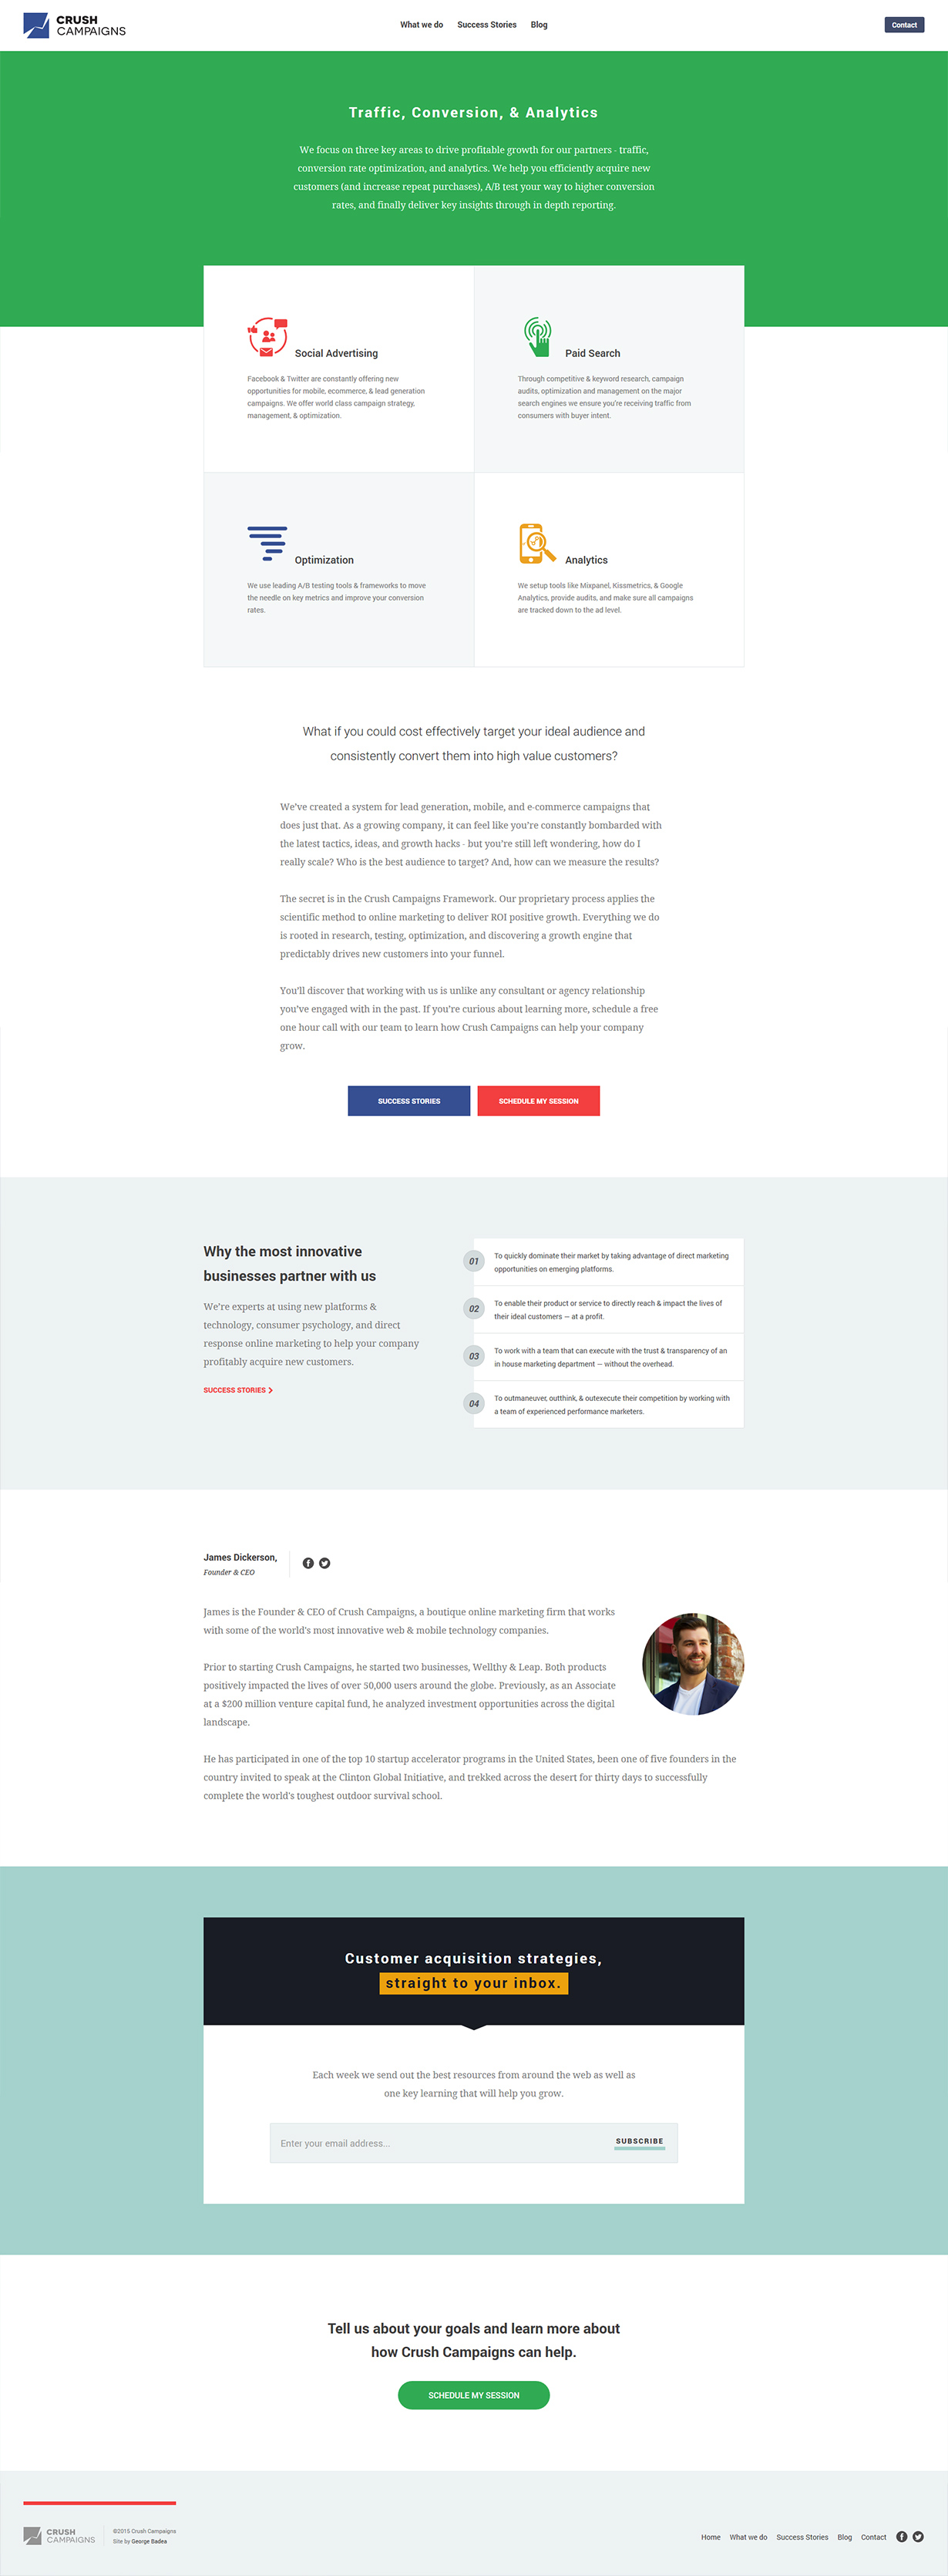 CRUSH
CAMPAIGNS
What we do
Success Stories
Blog
Contact
Traffic, Conversion, & Analytics
We focus on three key areas to drive profitable growth for our partners - traffic,
conversion rate optimization, and analytics. We help you efficiently acquire new
customers (and increase repeat purchases), A/B test your way to higher conversion
rates, and finally deliver key insights through in depth reporting.
Social Advertising
Facebook & Twitter are constantly offering new
opportunities for mobile, ecommerce, & lead generation
campaigns. We offer world class campaign strategy,
management, & optimization.
Paid Search
Through competitive & keyword research, campaign
audits, optimization and management on the major
search engines we ensure you're receiving traffic from
consumers with buyer intent.
Optimization
We use leading A/B testing tools & frameworks to move
the needle on key metrics and improve your conversion
rates.
Analytics
We setup tools like Mixpanel, Kissmetrics, & Google
Analytics, provide audits, and make sure all campaigns
are tracked down to the ad level.
What if you could cost effectively target your ideal audience and
consistently convert them into high value customers?
We've created a system for lead generation, mobile, and e-commerce campaigns that
does just that. As a growing company, it can feel like you're constantly bombarded with
the latest tactics, ideas, and growth hacks - but you're still left wondering, how do I
really scale? Who is the best audience to target? And, how can we measure the results?
The secret is in the Crush Campaigns Framework. Our proprietary process applies the
scientific method to online marketing to deliver ROI positive growth. Everything we do
is rooted in research, testing, optimization, and discovering a growth engine that
predictably drives new customers into your funnel.
You'll discover that working with us is unlike any consultant or agency relationship
you've engaged with in the past. If you're curious about learning more, schedule a free
one hour call with our team to learn how Crush Campaigns can help your company
grow.
SUCCESS STORIES
SCHEDULE MY SESSION
Why the most innovative
businesses partner with us
We're experts at using new platforms &
technology, consumer psychology, and direct
response online marketing to help your company
profitably acquire new customers.
SUCCESS STORIES
01
To quickly dominate their market by taking advantage of direct marketing
opportunities on emerging platforms.
02
To enable their product or service to directly reach & impact the lives of
their ideal customers — at a profit.
03
To work with a team that can execute with the trust & transparency of an
in house marketing department — without the overhead.
04
To outmaneuver, outthink, & outexecute their competition by working with
a team of experienced performance marketers.
James Dickerson,
Founder & CEO
James is the Founder & CEO of Crush Campaigns, a boutique online marketing firm that works
with some of the world's most innovative web & mobile technology companies.
Prior to starting Crush Campaigns, he started two businesses, Wellthy & Leap. Both products
positively impacted the lives of over 50,000 users around the globe. Previously, as an Associate
at a $200 million venture capital fund, he analyzed investment opportunities across the digital
landscape.
He has participated in one of the top 10 startup accelerator programs in the United States, been one of five founders in the
country invited to speak at the Clinton Global Initiative, and trekked across the desert for thirty days to successfully
complete the world's toughest outdoor survival school.
Customer acquisition strategies,
straight to your inbox.
Each week we send out the best resources from around the web as well as
one key learning that will help you grow.
Enter your email address...
SUBSCRIBE
Tell us about your goals and learn more about
how Crush Campaigns can help.
SCHEDULE MY SESSION
CRUSH
CAMPAIGNS
©2015 Crush Campaigns
Site by George Badea
Home
What we do
Success Stories
Blog
Contact